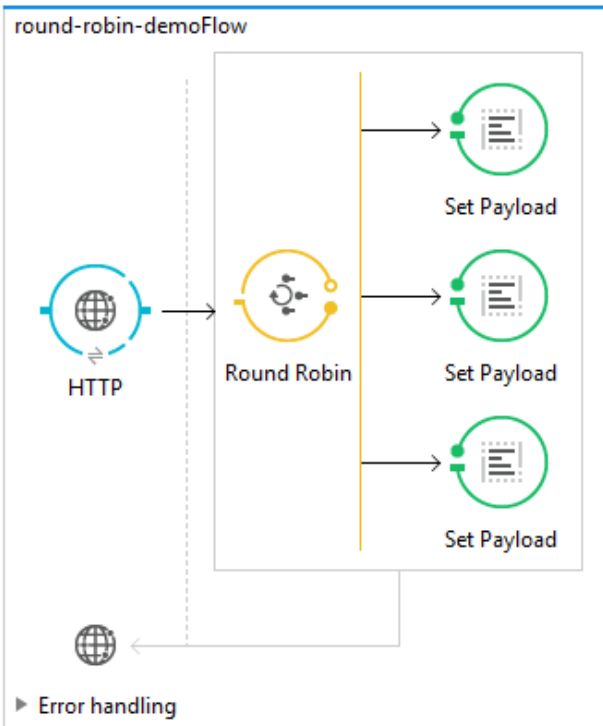 round-robin-demoFlow
Set Payload
HTTP
Round Robin
Set Payload
Set Payload
Error handling